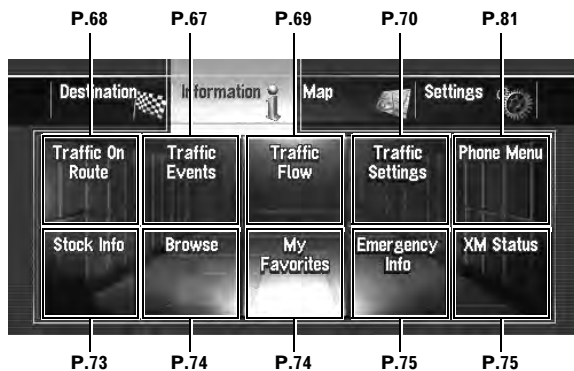 P.68 P.67 P.69 P.70 P.81
Destination Information Map Settings
Traffic On Route
Traffic Events
Traffic Flow
Traffic Settings
Phone Menu
Stock Info
Browse
My Favorites
Emergency Info
XM Status
P.73 P.74 P.74 P.75 P.75